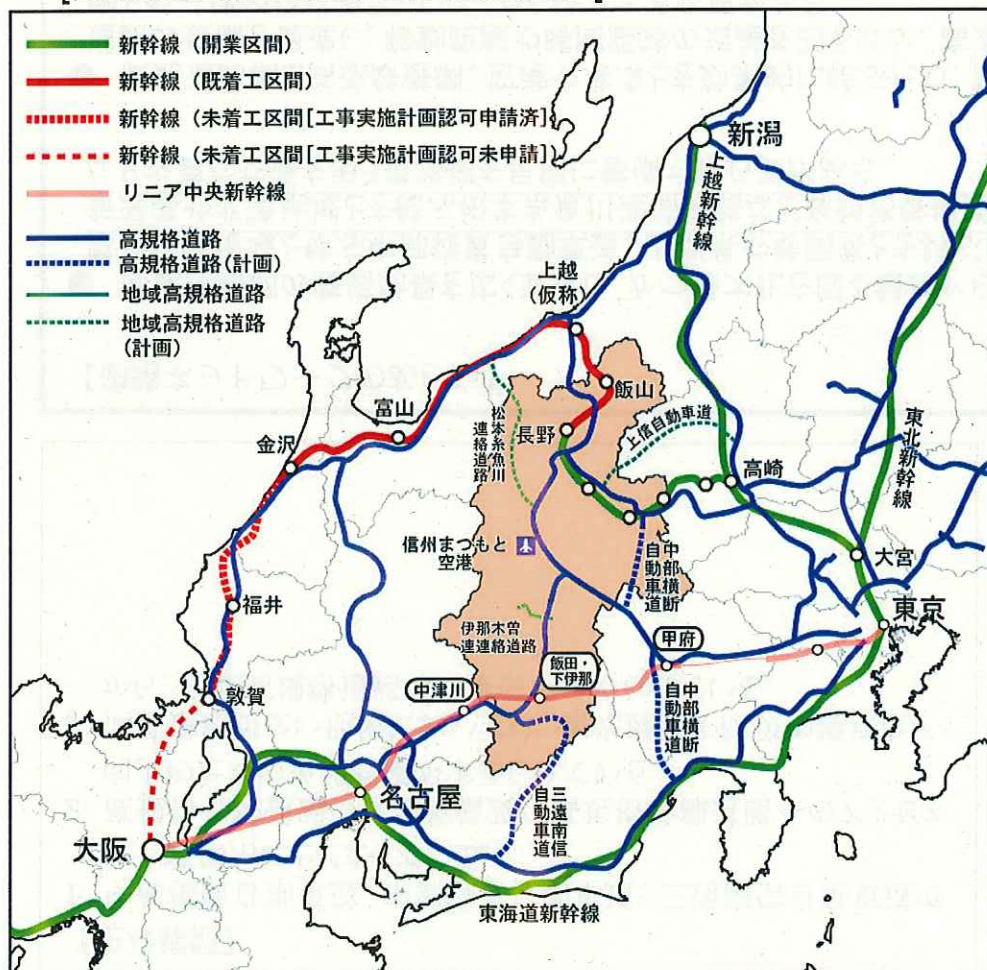 新幹線（開業区間）
新幹線（既着工区間）
新幹線（未着工区間[工事実施計画認可申請済]）
新幹線（未着工区間[工事実施計画認可未申請]）
リニア中央新幹線
高規格道路
高規格道路(計画)
地域高規格道路
地域高規格道路
(計画)
新潟
上越新幹線
上越
(仮称)
飯山
富山
金沢
長野
松本糸魚川
連絡道路
上信自動車道
高崎
東北新幹線
信州まつもと
空港
中部横断
自動車道
大宮
福井
東京
甲府
伊那木曽
連連絡道路
飯田・
下伊那
中津川
敦賀
中部横断
自動車道
名古屋
三遠南信
自動車道
大阪
東海道新幹線